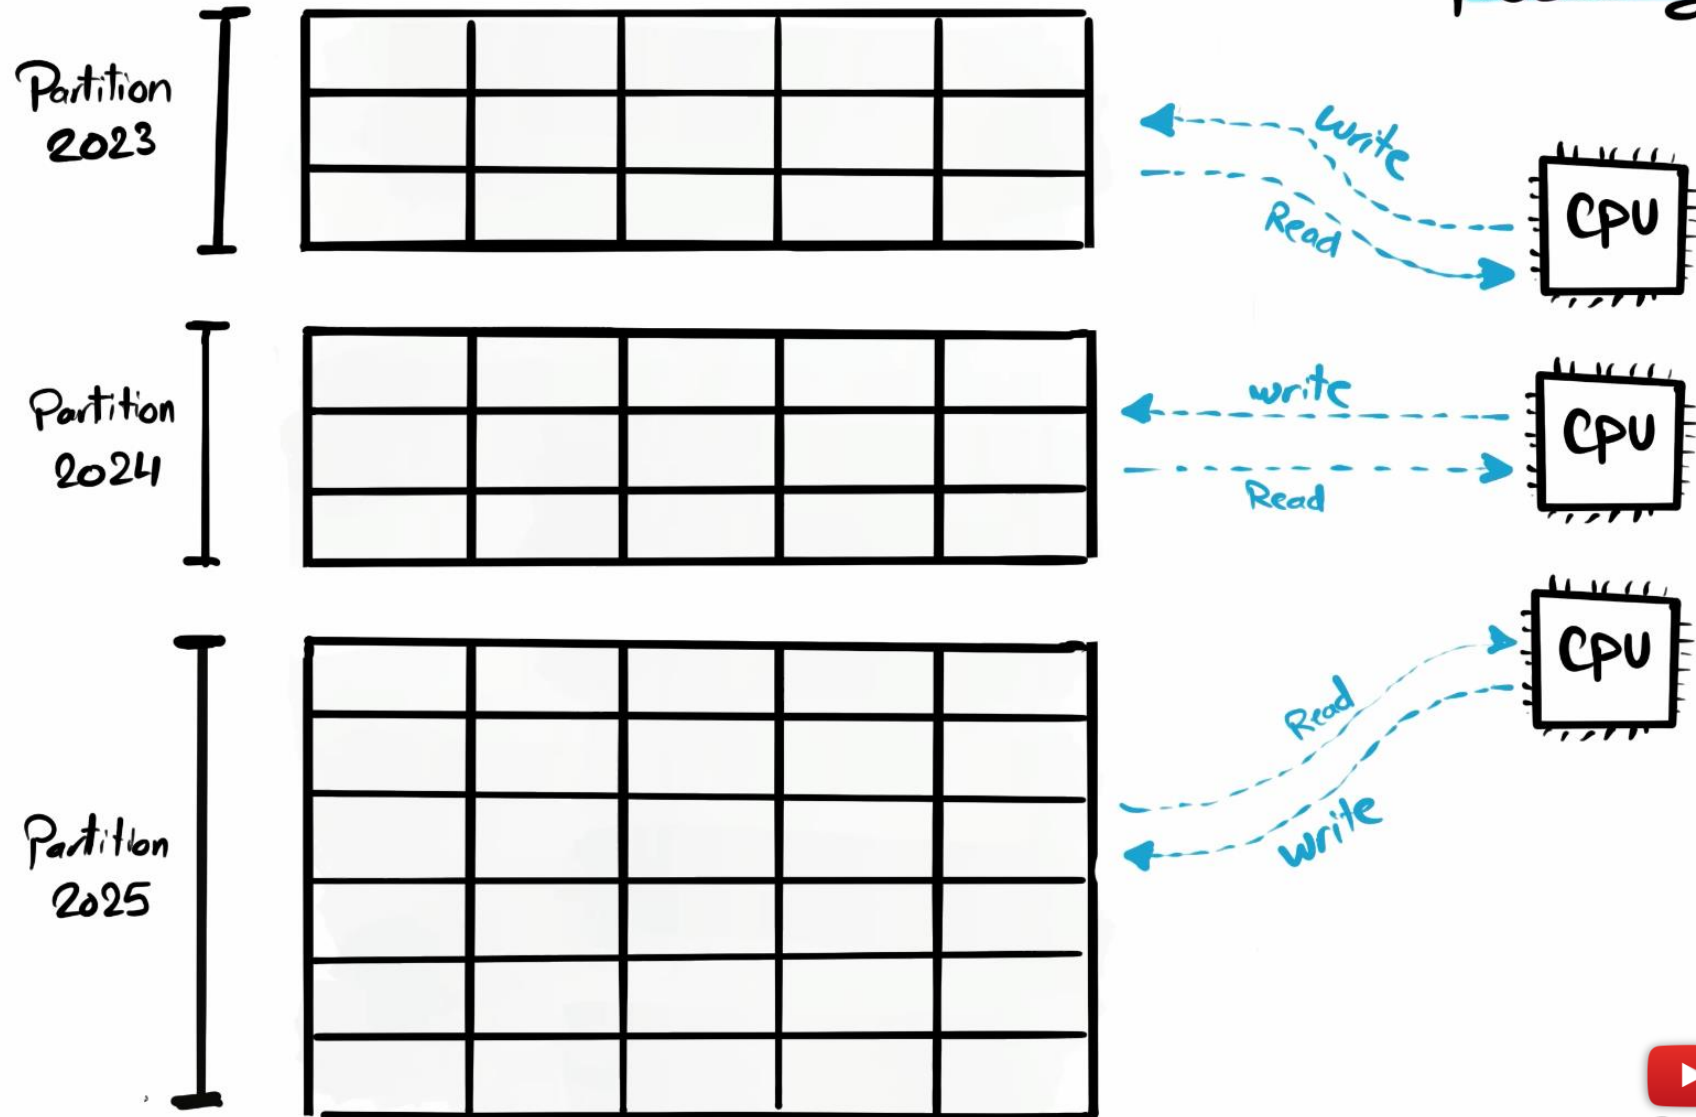 Partition
2023
Write
Read
CPU
Partition
2024
write
Read
CPU
Partition
2025
Read
write
CPU